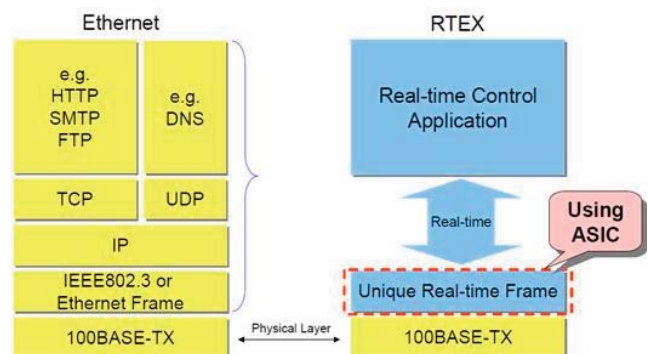 Ethernet
e.g.
HTTP
SMTP
FTP
e.g.
DNS
TCP
UDP
IP
IEEE802.3 or
Ethernet Frame
100BASE-TX
Physical Layer
RTEX
Real-time Control
Application
Real-time
Using
ASIC
Unique Real-time Frame
100BASE-TX